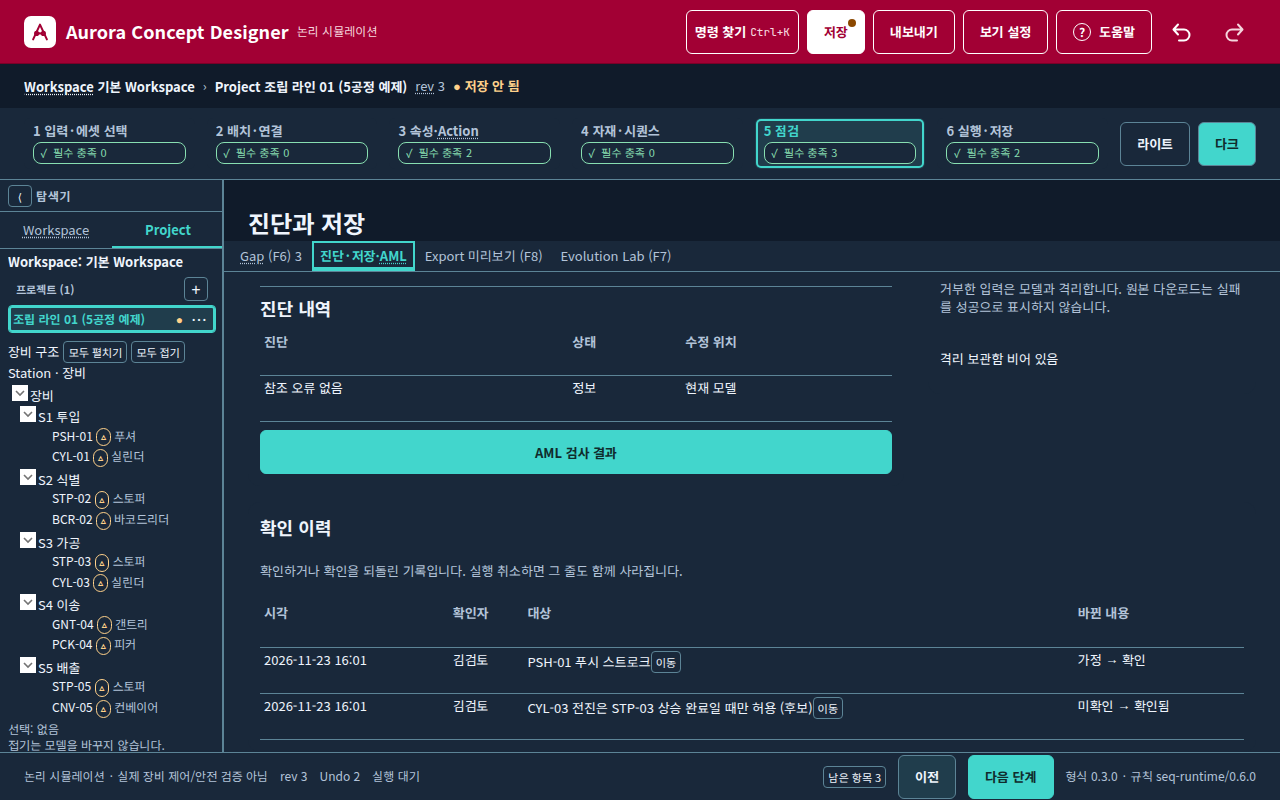 Aurora Concept Designer 논리 시뮬레이션
명령 찾기 Ctrl+K
저장
내보내기
보기 설정
? 도움말
Workspace 기본 Workspace › Project 조립 라인 01 (5공정 예제) rev 3 ● 저장 안 됨
1 입력·에셋 선택
✓ 필수 충족 0
2 배치·연결
✓ 필수 충족 0
3 속성·Action
✓ 필수 충족 2
4 자재·시퀀스
✓ 필수 충족 0
5 점검
✓ 필수 충족 3
6 실행·저장
✓ 필수 충족 2
라이트
다크
⟨ 탐색기
Workspace Project
Workspace: 기본 Workspace
프로젝트 (1) +
조립 라인 01 (5공정 예제) ● ⋯
장비 구조 모두 펼치기 모두 접기
Station · 장비
장비
S1 투입
PSH-01 푸셔
CYL-01 실린더
S2 식별
STP-02 스토퍼
BCR-02 바코드리더
S3 가공
STP-03 스토퍼
CYL-03 실린더
S4 이송
GNT-04 갠트리
PCK-04 피커
S5 배출
STP-05 스토퍼
CNV-05 컨베이어
선택: 없음
접기는 모델을 바꾸지 않습니다.
진단과 저장
Gap (F6) 3 진단·저장·AML Export 미리보기 (F8) Evolution Lab (F7)
진단 내역
진단 상태 수정 위치
참조 오류 없음 정보 현재 모델
AML 검사 결과
거부한 입력은 모델과 격리합니다. 원본 다운로드는 실패
를 성공으로 표시하지 않습니다.
격리 보관함 비어 있음
확인 이력
확인하거나 확인을 되돌린 기록입니다. 실행 취소하면 그 줄도 함께 사라집니다.
시각 확인자 대상 바뀐 내용
2026-11-23 16:01 김검토 PSH-01 푸시 스트로크 이동 가정 → 확인
2026-11-23 16:01 김검토 CYL-03 전진은 STP-03 상승 완료일 때만 허용 (후보) 이동 미확인 → 확인됨
논리 시뮬레이션 · 실제 장비 제어/안전 검증 아님 rev 3 Undo 2 실행 대기
남은 항목 3
이전
다음 단계
형식 0.3.0 · 규칙 seq-runtime/0.6.0